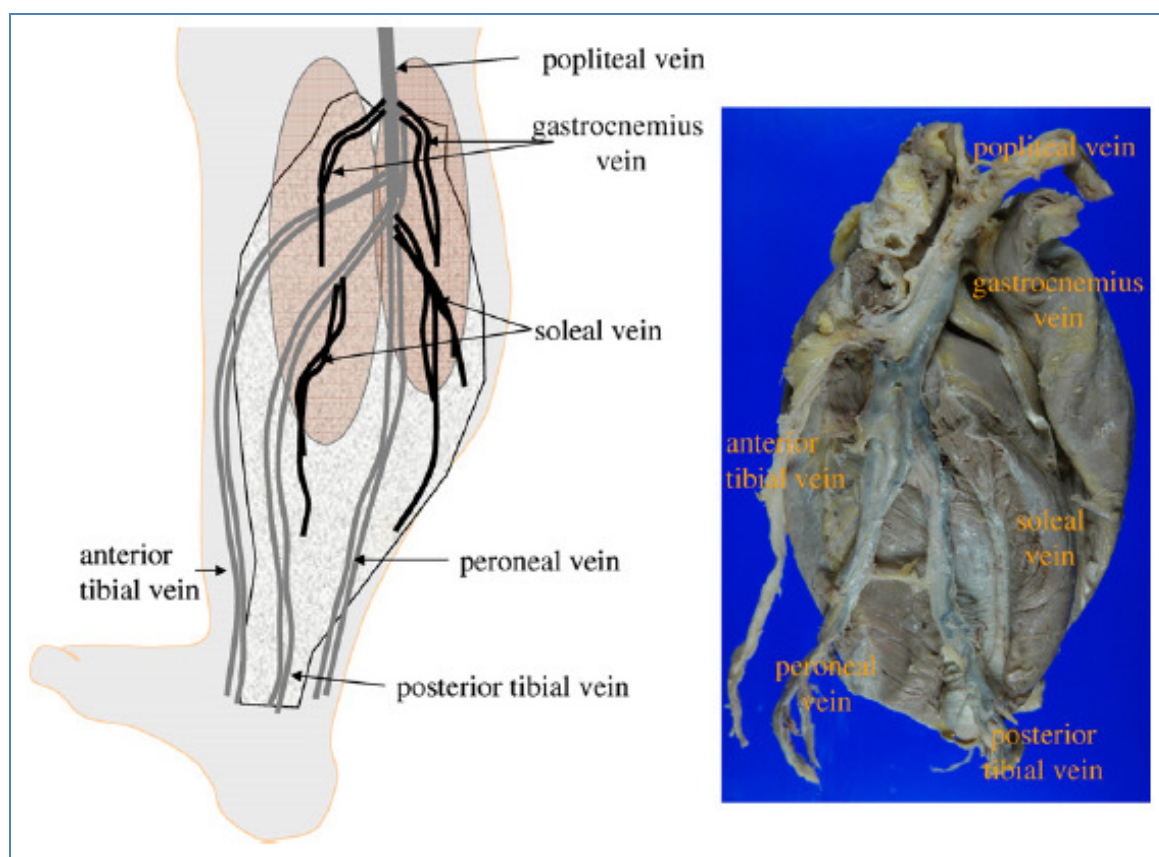 popliteal vein
gastrocnemius
vein
soleal vein
anterior
tibial vein
peroneal vein
posterior tibial vein
popliteal vein
gastrocnemius
vein
anterior
tibial vein
soleal
vein
peroneal
vein
posterior
tibial vein